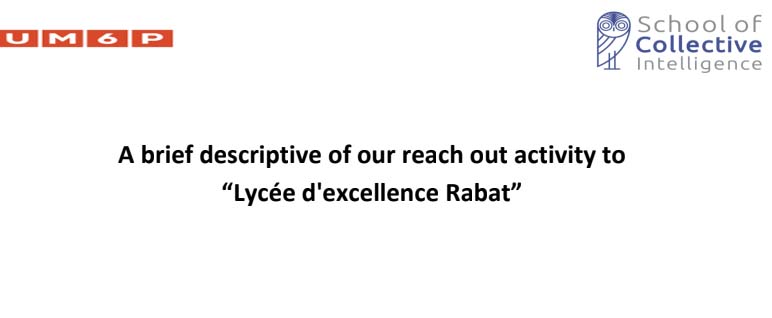 UM6P
School of
Collective
Intelligence
A brief descriptive of our reach out activity to
“Lycée d'excellence Rabat”